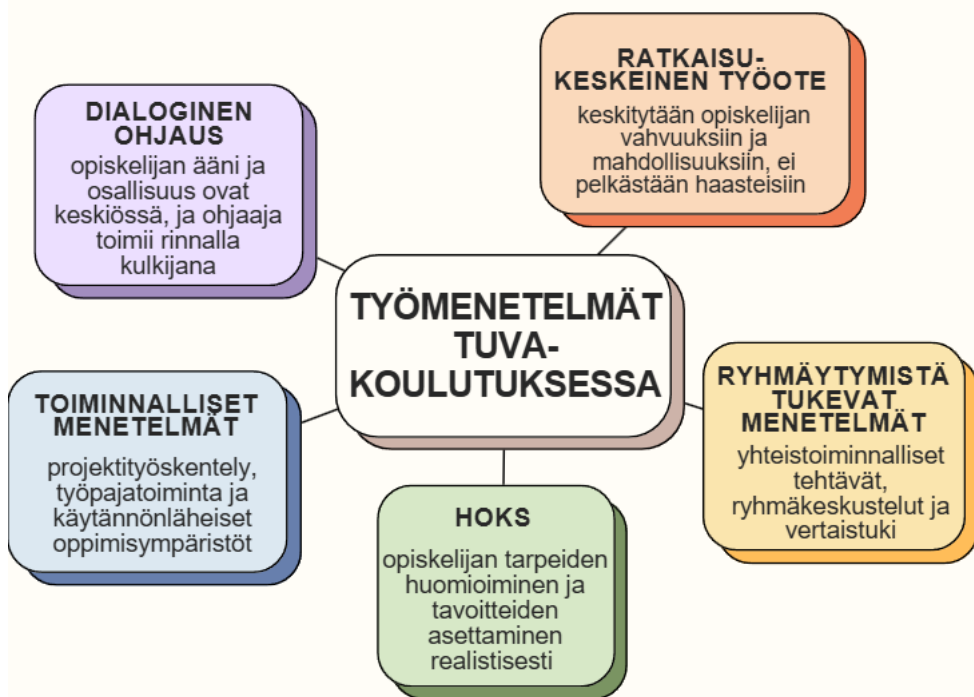 DIALOGINEN
OHJAUS
opiskelijan ääni ja
osallisuus ovat
keskiössä, ja ohjaaja
toimii rinnalla
kulkijana
RATKAISU-
KESKEINEN TYÖOTE
keskitytään opiskelijan
vahvuuksiin ja
mahdollisuuksiin, ei
pelkästään haasteisiin
TYÖMENETELMÄT
TUVA-
KOULUTUKSESSA
TOIMINNALLISET
MENETELMÄT
projektityöskentely,
työpajatoiminta ja
käytännönläheiset
oppimisympäristöt
HOKS
opiskelijan tarpeiden
huomioiminen ja
tavoitteiden
asettaminen
realistisesti
RYHMÄYTYMISTÄ
TUKEVAT
MENETELMÄT
yhteistoiminnalliset
tehtävät,
ryhmäkeskustelut ja
vertaistuki